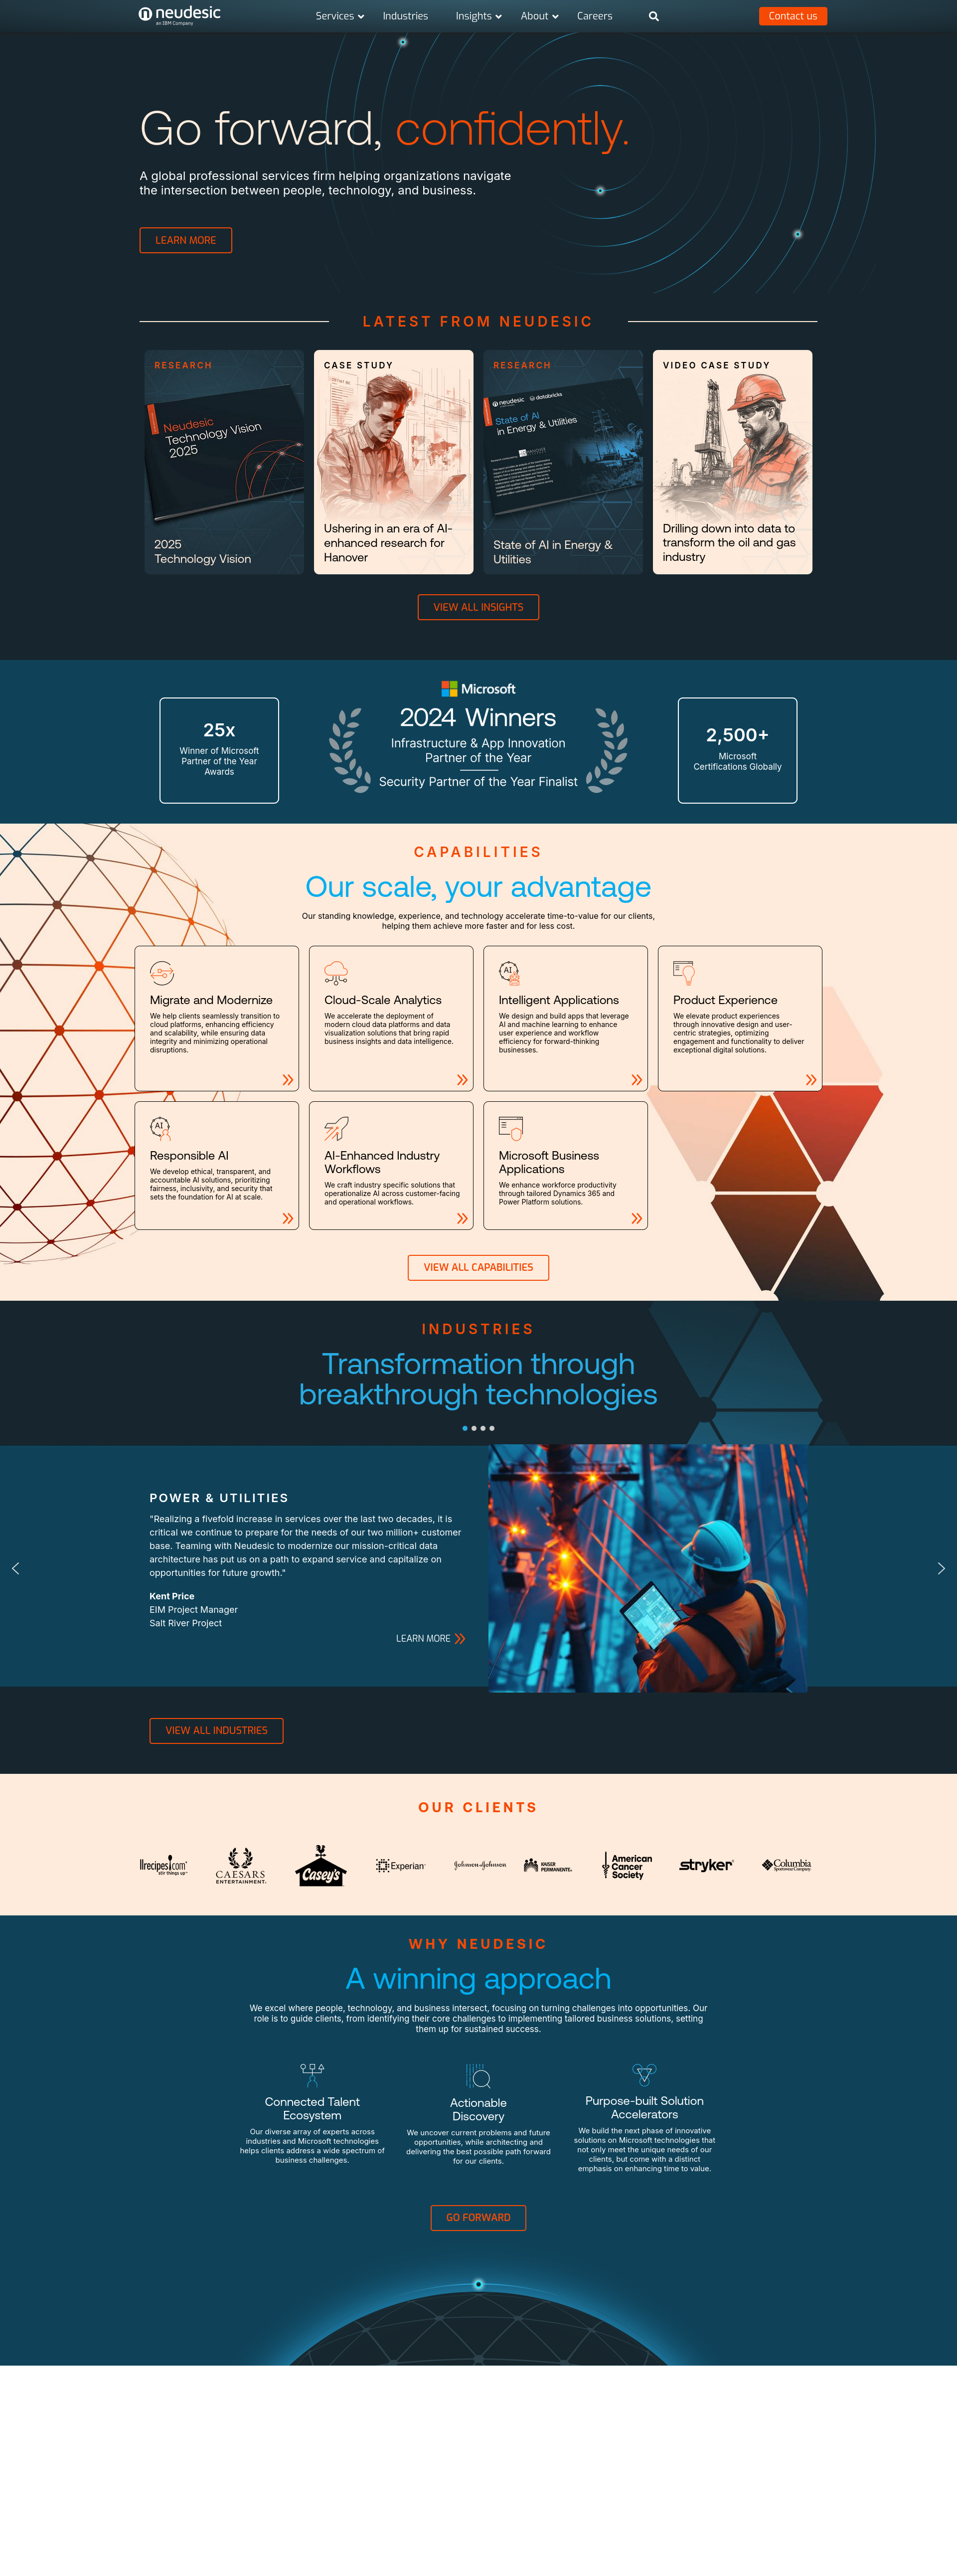 neudesic
an IBM Company
Services
Industries
Insights
About
Careers
Contact us
Go forward, confidently.
A global professional services firm helping organizations navigate
the intersection between people, technology, and business.
LEARN MORE
LATEST FROM NEUDESIC
RESEARCH
Neudesic
Technology Vision
2025
2025
Technology Vision
CASE STUDY
Ushering in an era of AI-
enhanced research for
Hanover
RESEARCH
neudesic
databricks
State of AI
in Energy & Utilities
State of AI in Energy &
Utilities
VIDEO CASE STUDY
Drilling down into data to
transform the oil and gas
industry
VIEW ALL INSIGHTS
25x
Winner of Microsoft
Partner of the Year
Awards
Microsoft
2024 Winners
Infrastructure & App Innovation
Partner of the Year
Security Partner of the Year Finalist
2,500+
Microsoft
Certifications Globally
CAPABILITIES
Our scale, your advantage
Our standing knowledge, experience, and technology accelerate time-to-value for our clients,
helping them achieve more faster and for less cost.
Migrate and Modernize
We help clients seamlessly transition to
cloud platforms, enhancing efficiency
and scalability, while ensuring data
integrity and minimizing operational
disruptions.
Cloud-Scale Analytics
We accelerate the deployment of
modern cloud data platforms and data
visualization solutions that bring rapid
business insights and data intelligence.
AI
Intelligent Applications
We design and build apps that leverage
AI and machine learning to enhance
user experience and workflow
efficiency for forward-thinking
businesses.
Product Experience
We elevate product experiences
through innovative design and user-
centric strategies, optimizing
engagement and functionality to deliver
exceptional digital solutions.
AI
Responsible AI
We develop ethical, transparent, and
accountable AI solutions, prioritizing
fairness, inclusivity, and security that
sets the foundation for AI at scale.
AI-Enhanced Industry
Workflows
We craft industry specific solutions that
operationalize AI across customer-facing
and operational workflows.
Microsoft Business
Applications
We enhance workforce productivity
through tailored Dynamics 365 and
Power Platform solutions.
VIEW ALL CAPABILITIES
INDUSTRIES
Transformation through
breakthrough technologies
POWER & UTILITIES
"Realizing a fivefold increase in services over the last two decades, it is
critical we continue to prepare for the needs of our two million+ customer
base. Teaming with Neudesic to modernize our mission-critical data
architecture has put us on a path to expand service and capitalize on
opportunities for future growth."
Kent Price
EIM Project Manager
Salt River Project
LEARN MORE
VIEW ALL INDUSTRIES
OUR CLIENTS
llrecipes.com
stir things up
CAESARS
ENTERTAINMENT.
Casey's
Experian
Johnson & Johnson
KAISER
PERMANENTE.
American
Cancer
Society
stryker
Columbia
Sportswear Company
WHY NEUDESIC
A winning approach
We excel where people, technology, and business intersect, focusing on turning challenges into opportunities. Our
role is to guide clients, from identifying their core challenges to implementing tailored business solutions, setting
them up for sustained success.
Connected Talent
Ecosystem
Our diverse array of experts across
industries and Microsoft technologies
helps clients address a wide spectrum of
business challenges.
Actionable
Discovery
We uncover current problems and future
opportunities, while architecting and
delivering the best possible path forward
for our clients.
Purpose-built Solution
Accelerators
We build the next phase of innovative
solutions on Microsoft technologies that
not only meet the unique needs of our
clients, but come with a distinct
emphasis on enhancing time to value.
GO FORWARD